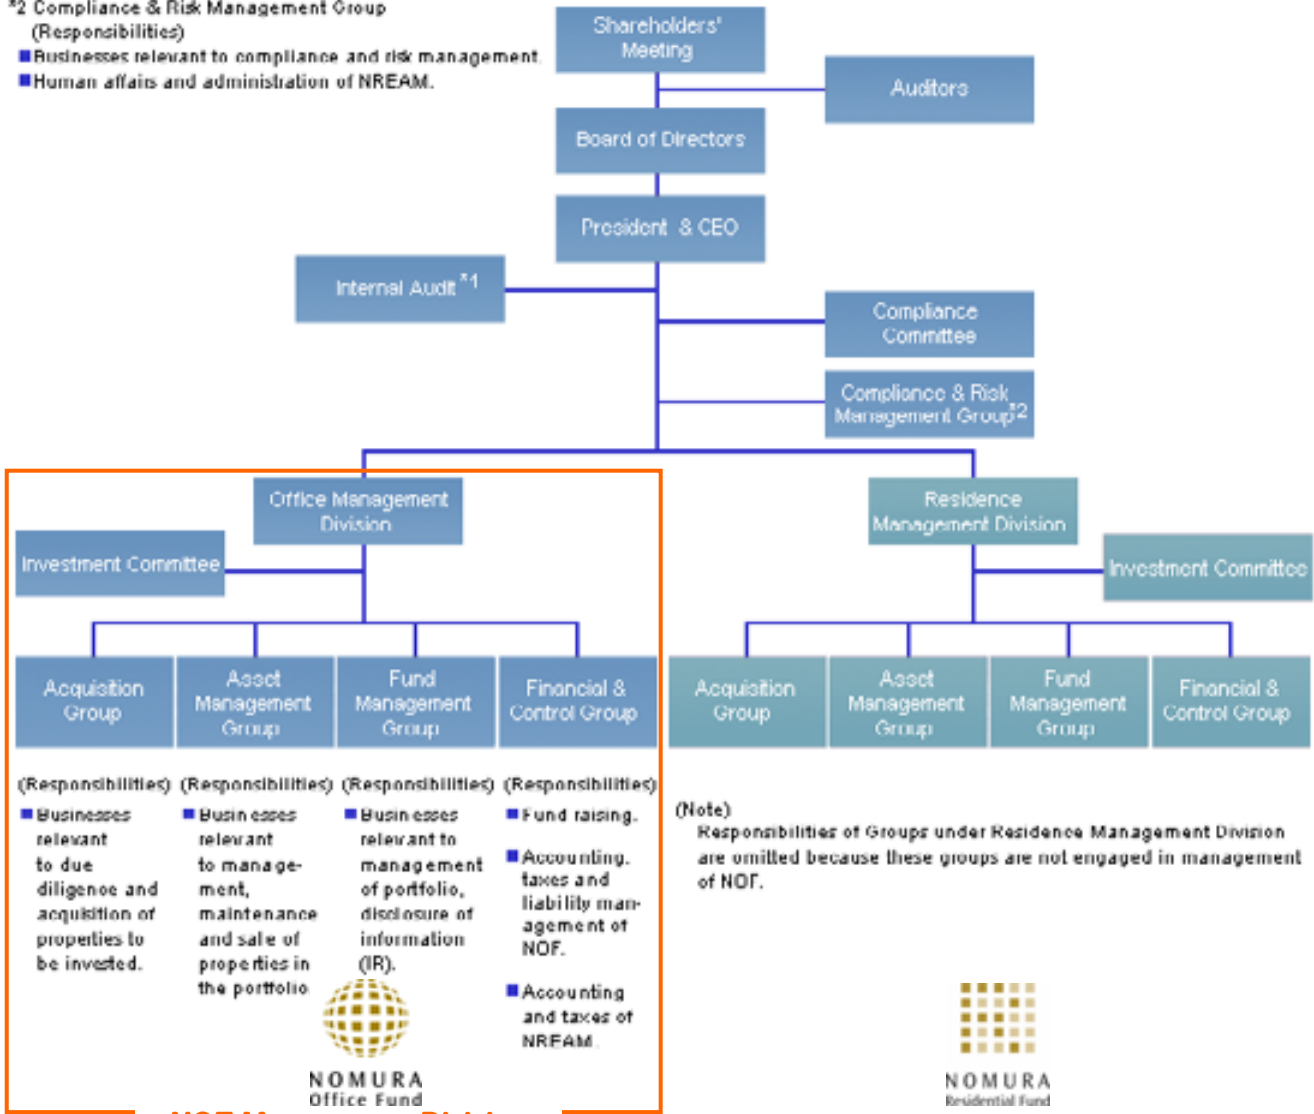 *2 Compliance & Risk Management Group
(Responsibilities)
Businesses relevant to compliance and risk management.
Human affairs and administration of NREAM.
Shareholders'
Meeting
Auditors
Board of Directors
President & CEO
Internal Audit *1
Compliance
Committee
Compliance & Risk
Management Group*2
Office Management
Division
Residence
Management Division
Investment Committee
Investment Committee
Acquisition
Group
Asset
Management
Group
Fund
Management
Group
Financial &
Control Group
Acquisition
Group
Asset
Management
Group
Fund
Management
Group
Financial &
Control Group
(Responsibilities)
Businesses
relevant
to due
diligence and
acquisition of
properties to
be invested.
(Responsibilities)
Businesses
relevant
to manage-
ment,
maintenance
and sale of
properties in
the portfolio
(Responsibilities)
Businesses
relevant to
management
of portfolio,
disclosure of
information
(IR).
(Responsibilities)
Fund raising.
Accounting,
taxes and
liability man-
agement of
NOF.
Accounting
and taxes of
NREAM.
(Note)
Responsibilities of Groups under Residence Management Division
are omitted because these groups are not engaged in management
of NOF.
NOMURA
Office Fund
NOMURA
Residential Fund